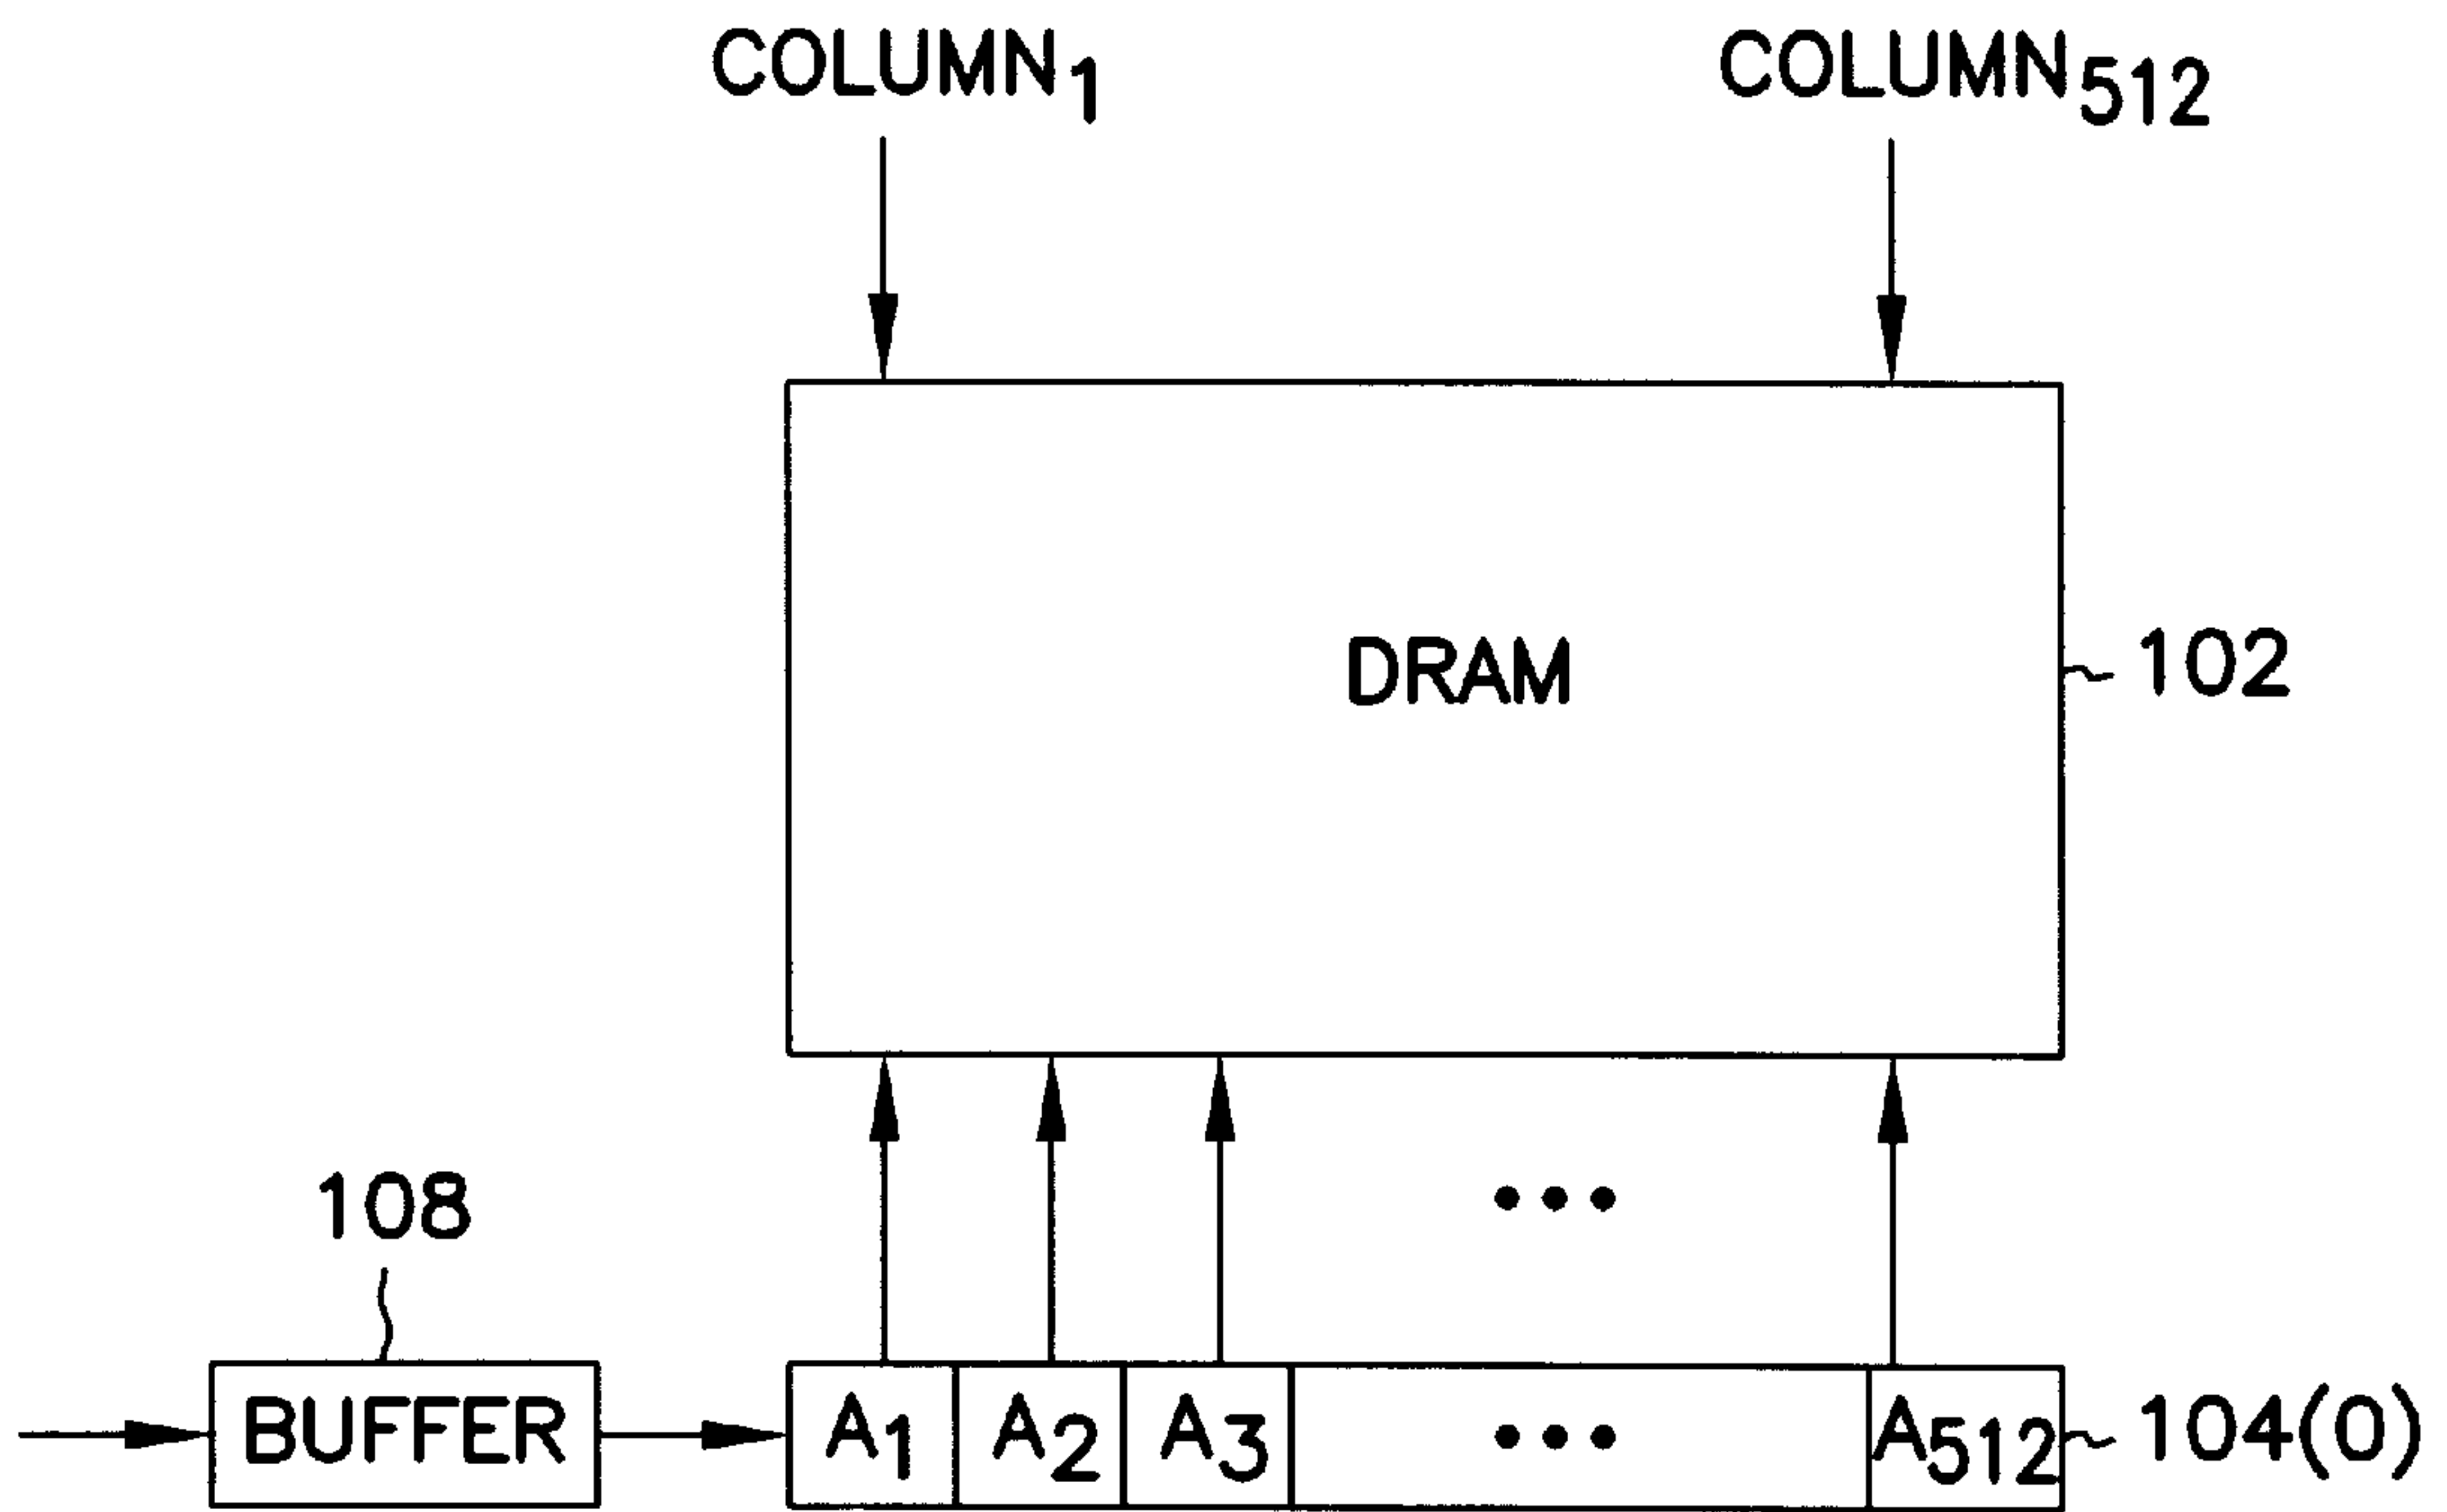 COLUMN1 COLUMN512
DRAM
102
108
BUFFER A1 A2 A3 ••• A512 104(0)